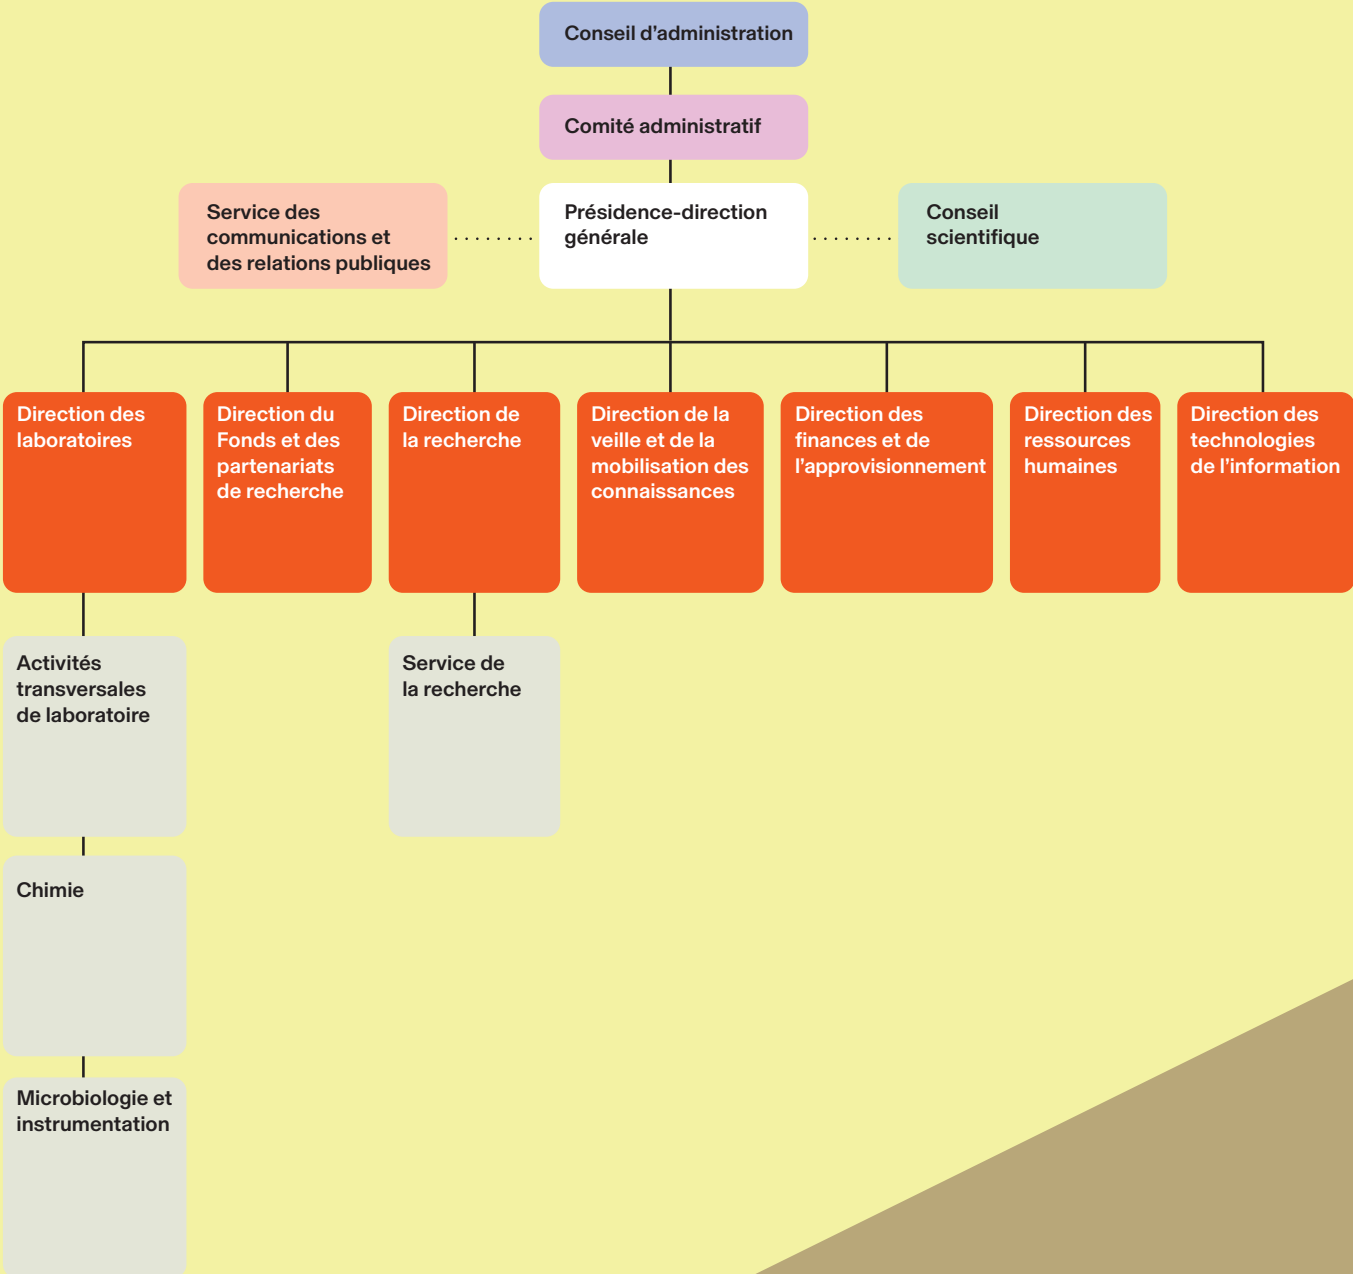 Conseil d'administration
Comité administratif
Service des
communications et
des relations publiques
Présidence-direction
générale
Conseil
scientifique
Direction des
laboratoires
Direction du
Fonds et des
partenariats
de recherche
Direction de
la recherche
Direction de la
veille et de la
mobilisation des
connaissances
Direction des
finances et de
l'approvisionnement
Direction des
ressources
humaines
Direction des
technologies
de l'information
Activités
transversales
de laboratoire
Service de
la recherche
Chimie
Microbiologie et
instrumentation